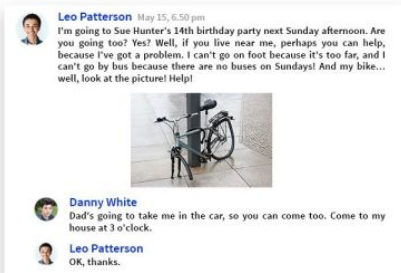 Leo Patterson May 15, 6.50 pm
I'm going to Sue Hunter's 14th birthday party next Sunday afternoon. Are
you going too? Yes? Well, if you live near me, perhaps you can help,
because I've got a problem. I can't go on foot because it's too far, and I
can't go by bus because there are no buses on Sundays! And my bike...
well, look at the picture! Help!
Danny White
Dad's going to take me in the car, so you can come too. Come to my
house at 3 o'clock.
Leo Patterson
OK, thanks.